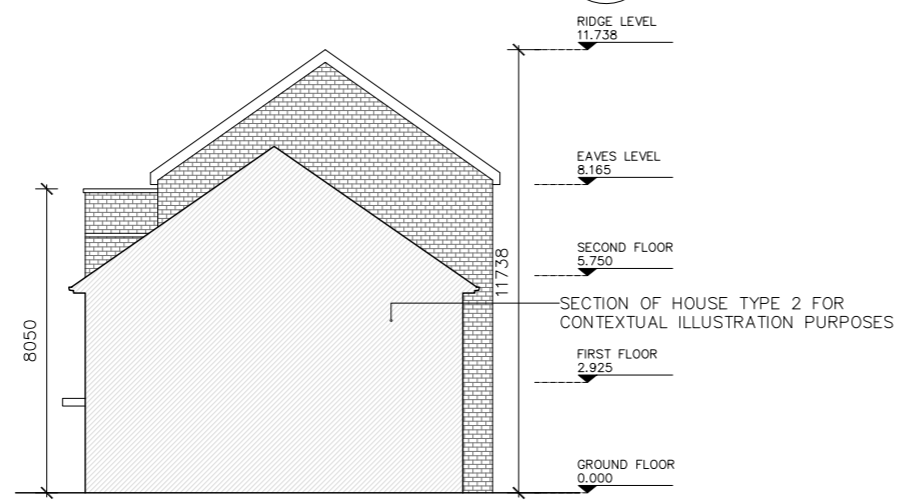 RIDGE LEVEL
11.738
EAVES LEVEL
8.165
SECOND FLOOR
5.750
11738
SECTION OF HOUSE TYPE 2 FOR
CONTEXTUAL ILLUSTRATION PURPOSES
8050
FIRST FLOOR
2.925
GROUND FLOOR
0.000